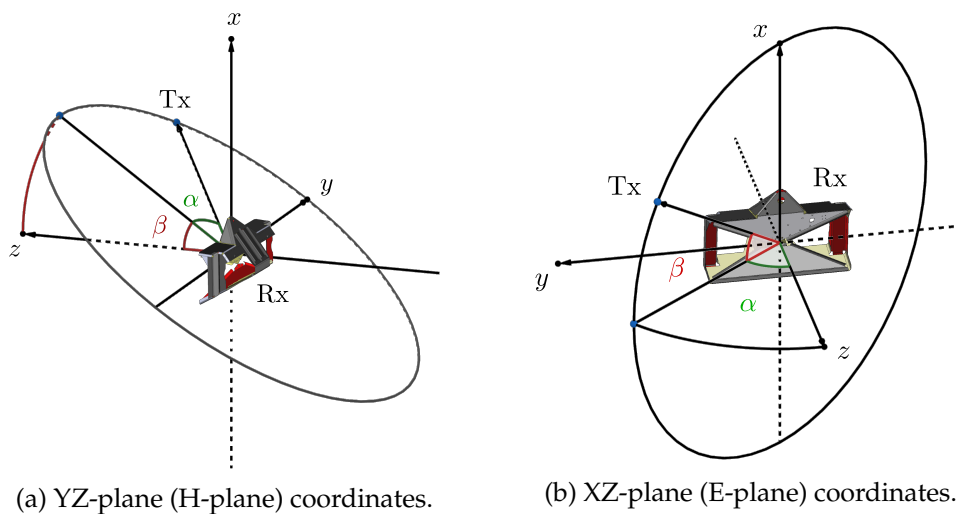 x
Tx
y
α
β
z
Rx
(a) YZ-plane (H-plane) coordinates.
x
Rx
Tx
β
y
α
z
(b) XZ-plane (E-plane) coordinates.